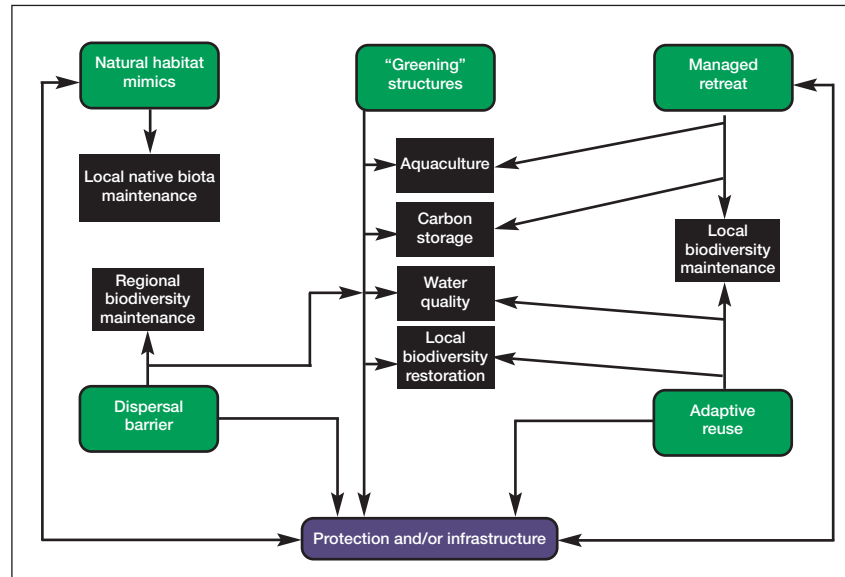 Natural habitat
mimics
“Greening”
structures
Managed
retreat
Local native biota
maintenance
Aquaculture
Carbon
storage
Local
biodiversity
maintenance
Regional
biodiversity
maintenance
Water
quality
Local
biodiversity
restoration
Dispersal
barrier
Adaptive
reuse
Protection and/or infrastructure